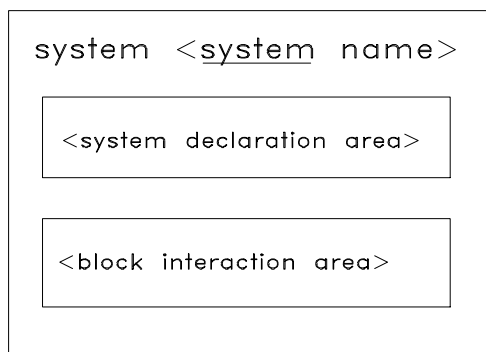 system <system name>
<system declaration area>
<block interaction area>